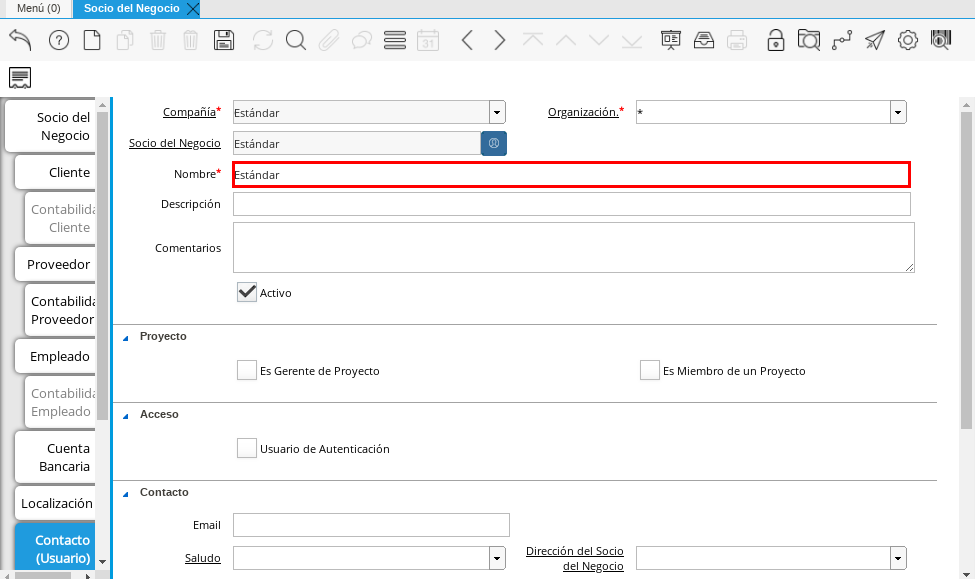 Menú (0)
Socio del Negocio
31
Socio del
Negocio
Cliente
Contabilida
Cliente
Proveedor
Contabilida
Proveedor
Empleado
Contabilida
Empleado
Cuenta
Bancaria
Localización
Contacto
(Usuario)
Compañía* Estándar Organización.* *
Socio del Negocio Estándar
Nombre* Estándar
Descripción
Comentarios
Activo
Proyecto
Es Gerente de Proyecto Es Miembro de un Proyecto
Acceso
Usuario de Autenticación
Contacto
Email
Saludo Dirección del Socio
del Negocio